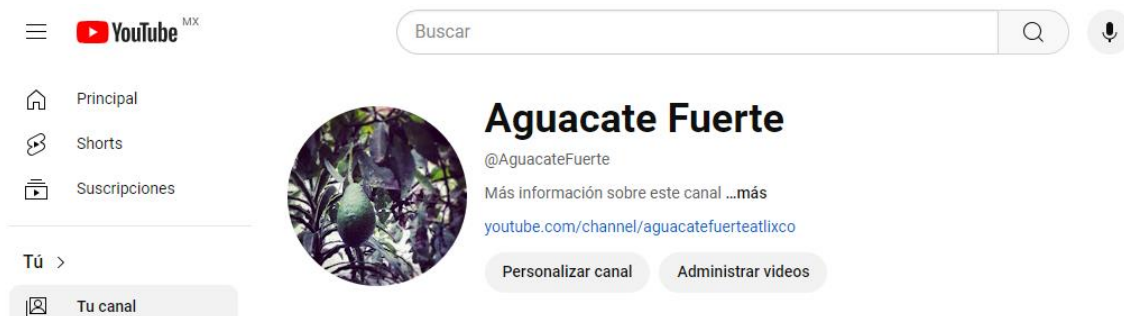 YouTube MX
Buscar
Principal
Shorts
Suscripciones
Tú
Tu canal
Aguacate Fuerte
@AguacateFuerte
Más información sobre este canal ...más
youtube.com/channel/aguacatefuerteatlixco
Personalizar canal
Administrar videos